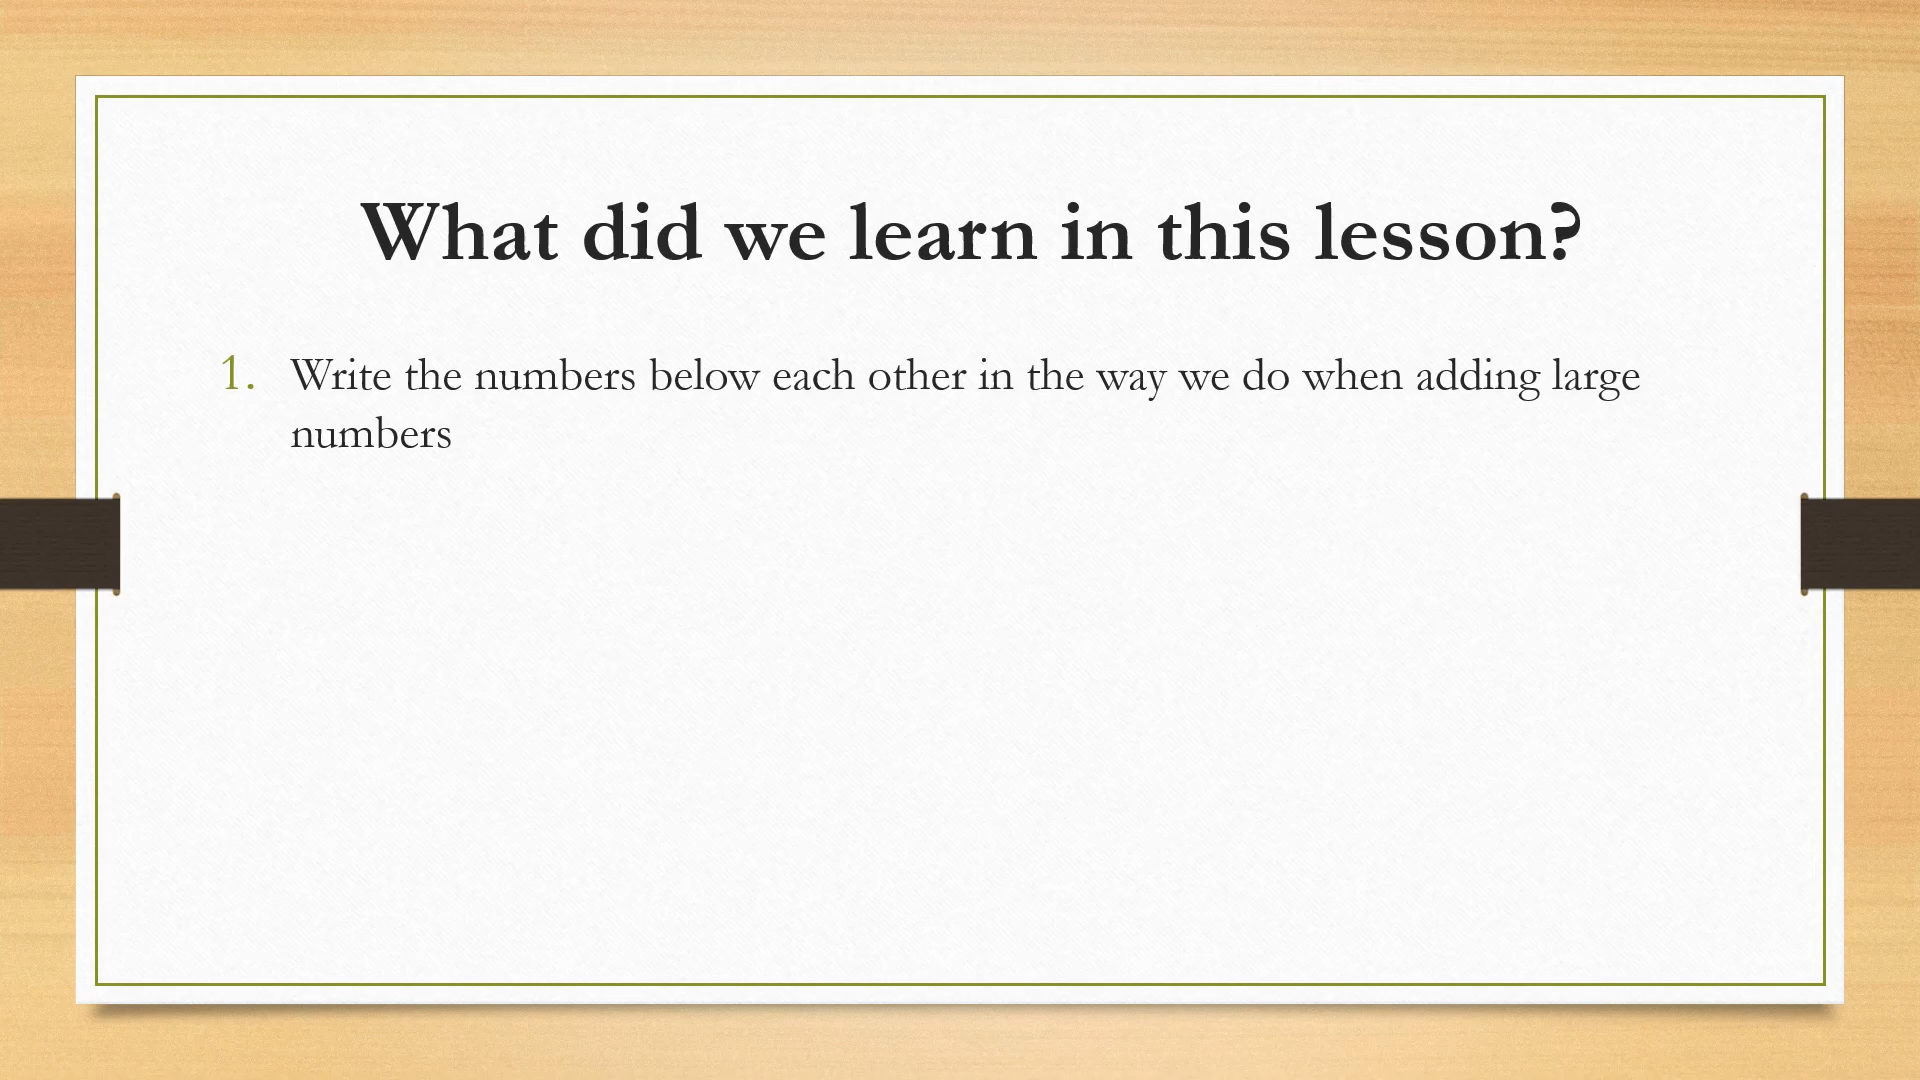 What did we learn in this lesson?
1. Write the numbers below each other in the way we do when adding large
numbers